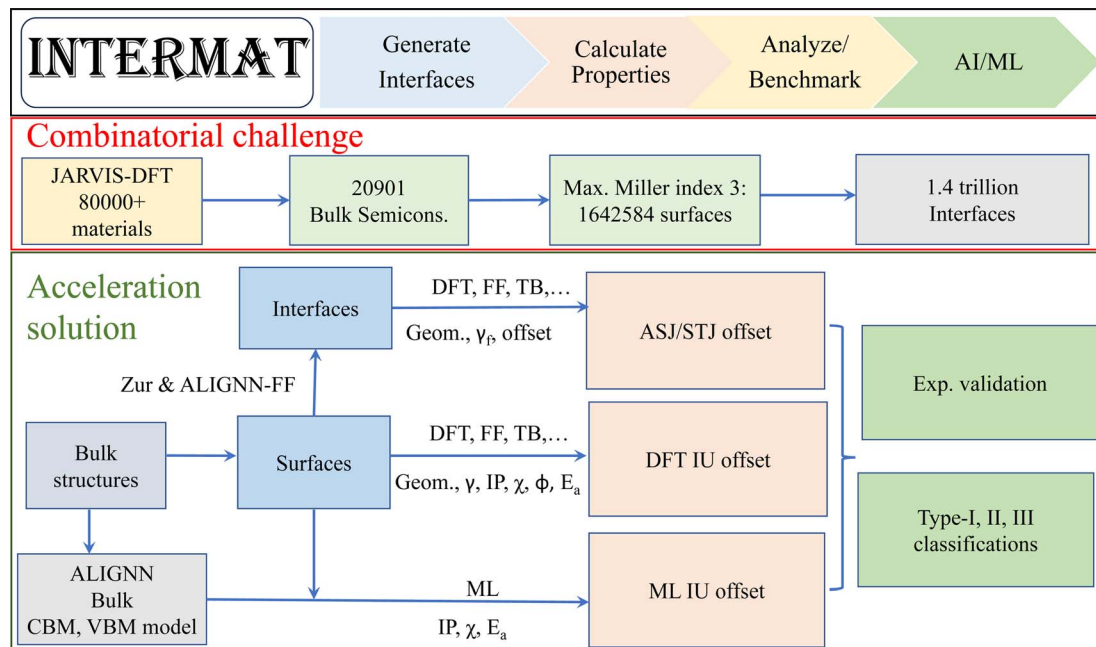 INTERMAT
Generate
Interfaces
Calculate
Properties
Analyze/
Benchmark
AI/ML
Combinatorial challenge
JARVIS-DFT
80000+
materials
20901
Bulk Semicons.
Max. Miller index 3:
1642584 surfaces
1.4 trillion
Interfaces
Acceleration
solution
Interfaces
DFT, FF, TB,...
Geom., γf, offset
ASJ/STJ offset
Zur & ALIGNN-FF
Exp. validation
Bulk
structures
Surfaces
DFT, FF, TB,...
Geom., γ, IP, χ, ϕ, Ea
DFT IU offset
Type-I, II, III
classifications
ALIGNN
Bulk
CBM, VBM model
ML
IP, χ, Ea
ML IU offset